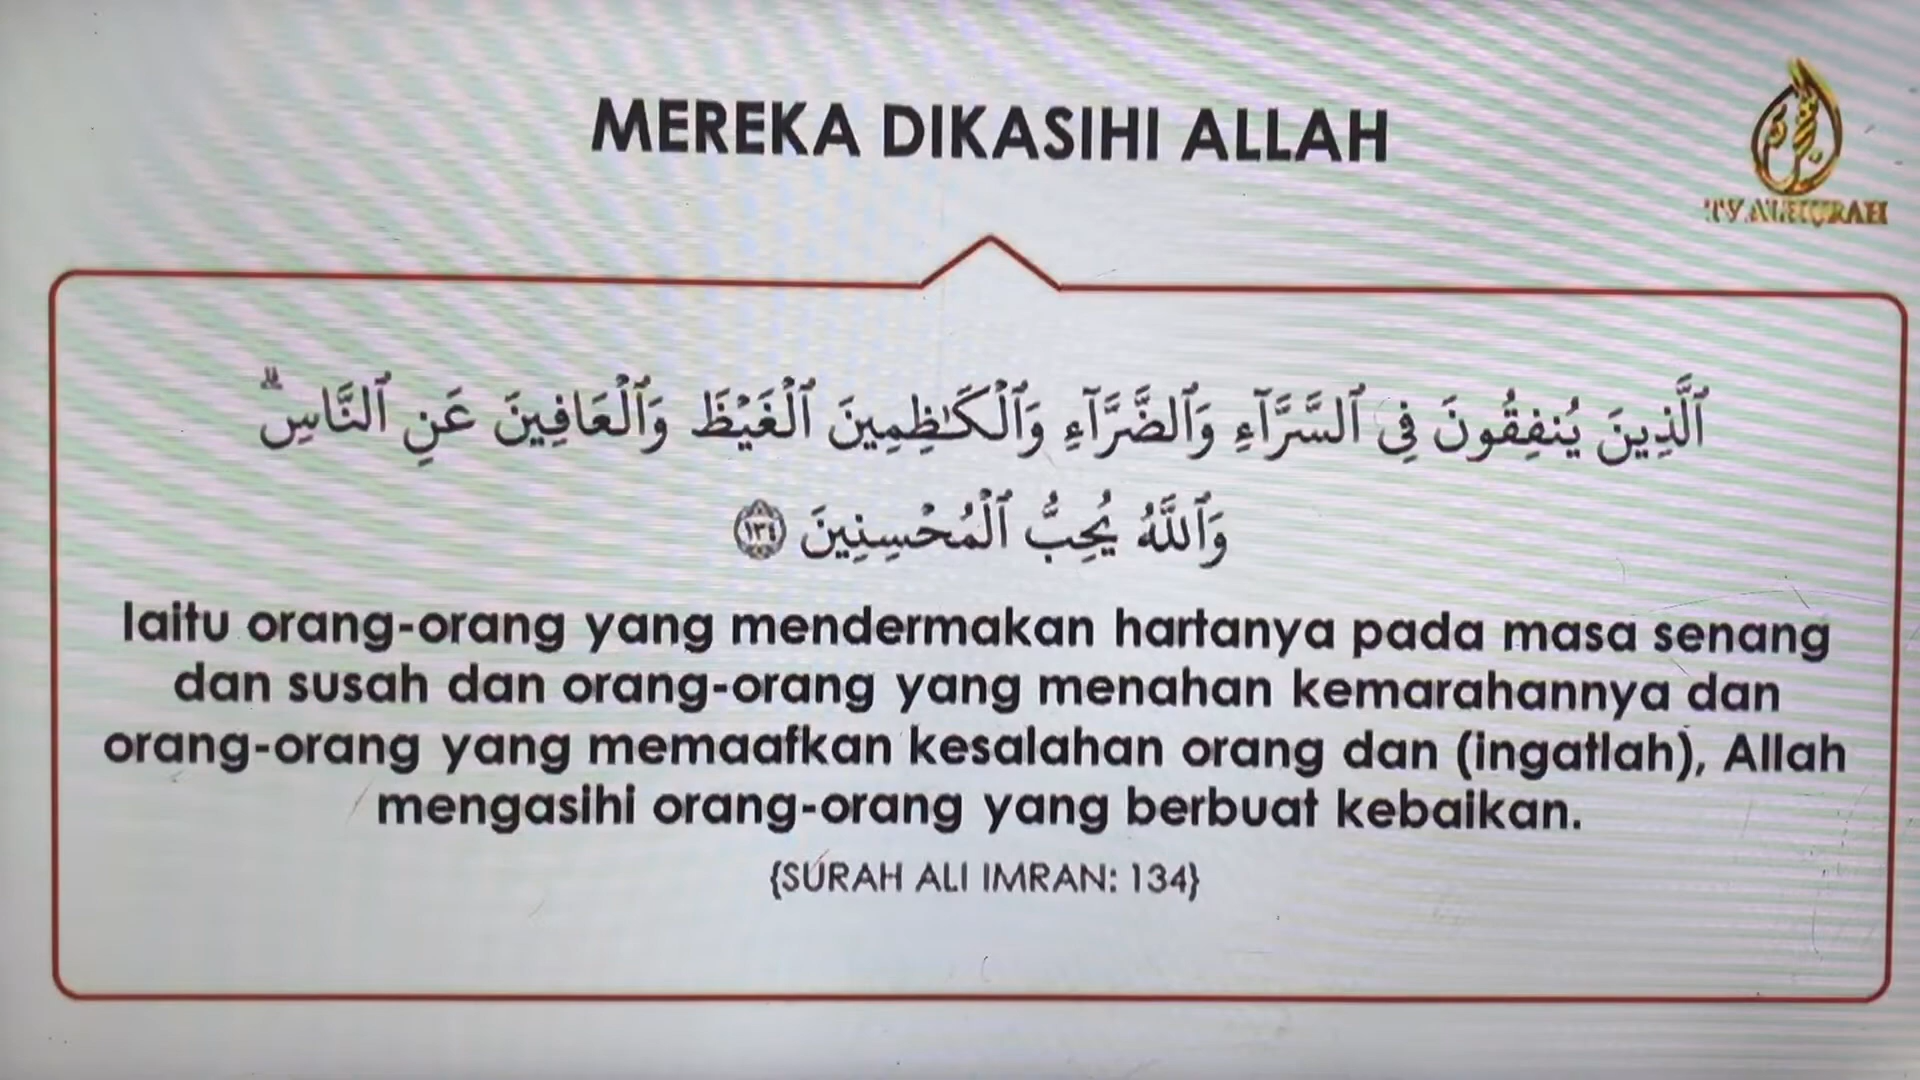 MEREKA DIKASIHI ALLAH
TV ALHIJRAH
ٱلَّذِينَ يُنفِقُونَ فِى ٱلسَّرَّآءِ وَٱلضَّرَّآءِ وَٱلْكَـٰظِمِينَ ٱلْغَيْظَ وَٱلْعَافِينَ عَنِ ٱلنَّاسِ ۗ
وَٱللَّهُ يُحِبُّ ٱلْمُحْسِنِينَ ١٣٤
Iaitu orang-orang yang mendermakan hartanya pada masa senang
dan susah dan orang-orang yang menahan kemarahannya dan
orang-orang yang memaafkan kesalahan orang dan (ingatlah), Allah
mengasihi orang-orang yang berbuat kebaikan.
{SURAH ALI IMRAN: 134}